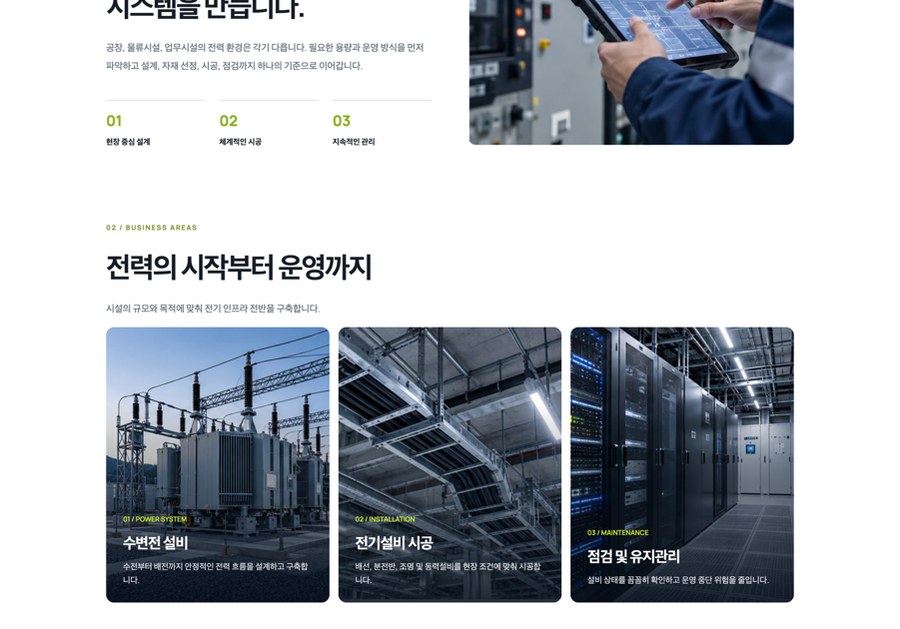 시스템을 만듭니다.
공장, 물류시설, 업무시설의 전력 환경은 각기 다릅니다. 필요한 용량과 운영 방식을 먼저
파악하고 설계, 자재 선정, 시공, 점검까지 하나의 기준으로 이어갑니다.
01
02
03
현장 중심 설계
체계적인 시공
지속적인 관리
02 / BUSINESS AREAS
전력의 시작부터 운영까지
시설의 규모와 목적에 맞춰 전기 인프라 전반을 구축합니다.
01 / POWER SYSTEM
수변전 설비
수전부터 배전까지 안정적인 전력 흐름을 설계하고 구축합
니다.
02 / INSTALLATION
전기설비 시공
배선, 분전반, 조명 및 동력설비를 현장 조건에 맞춰 시공합
니다.
03 / MAINTENANCE
점검 및 유지관리
설비 상태를 꼼꼼히 확인하고 운영 중단 위험을 줄입니다.